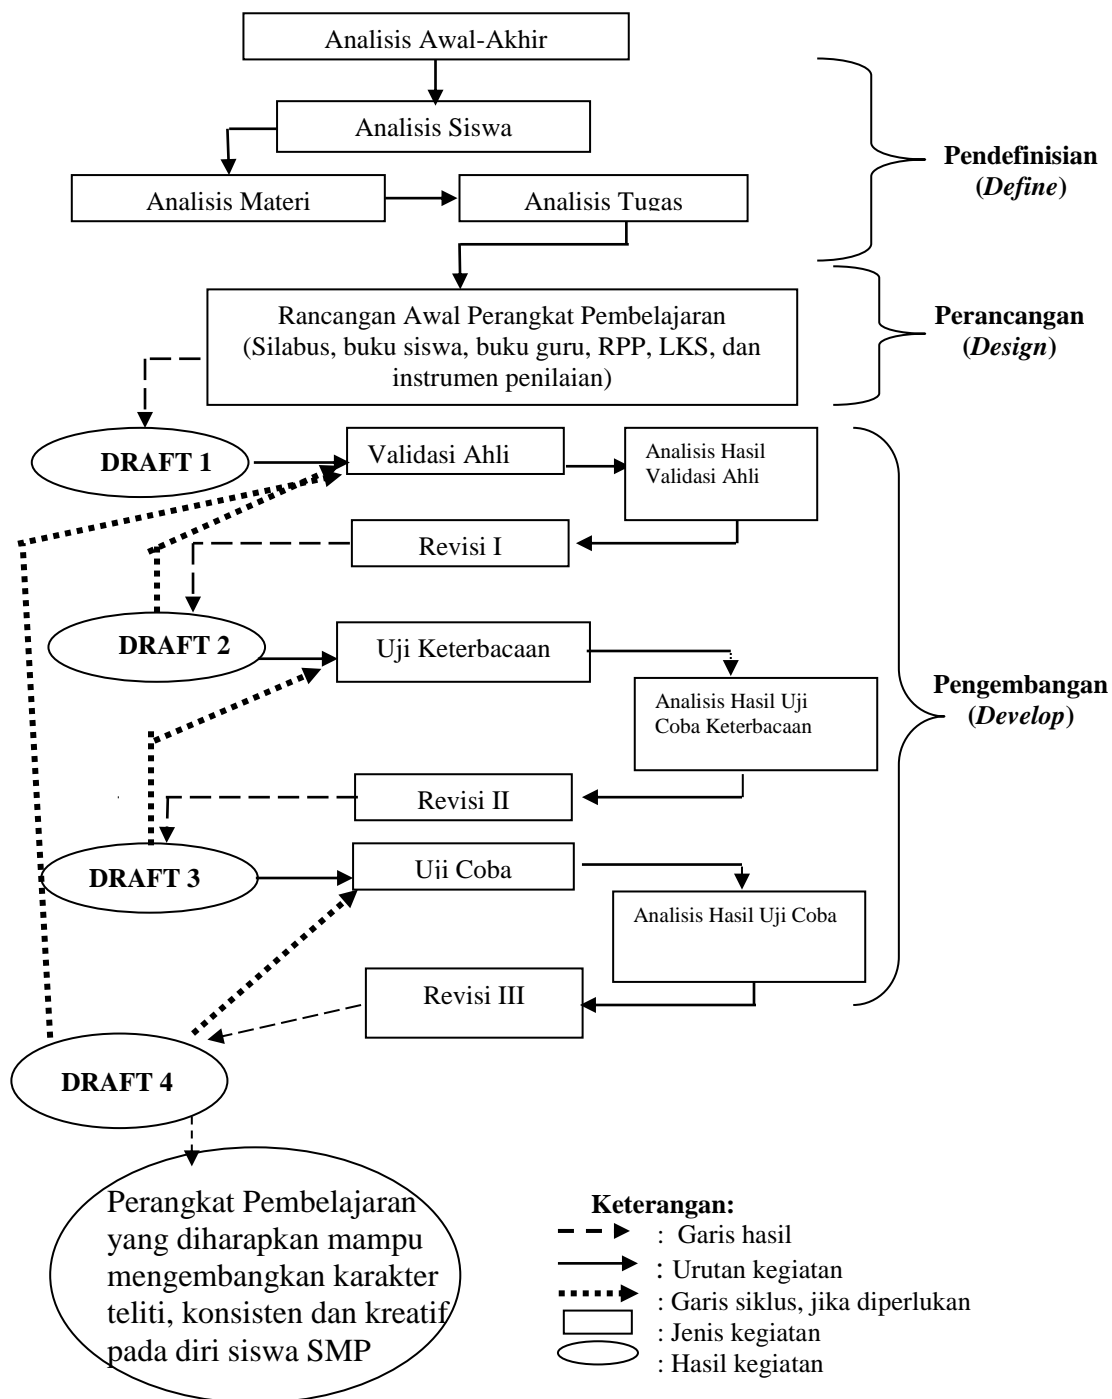 Analisis Awal-Akhir
Analisis Siswa
Analisis Materi
Analisis Tugas
Pendefinisian
(Define)
Rancangan Awal Perangkat Pembelajaran
(Silabus, buku siswa, buku guru, RPP, LKS, dan
instrumen penilaian)
Perancangan
(Design)
DRAFT 1
Validasi Ahli
Analisis Hasil
Validasi Ahli
Revisi I
DRAFT 2
Uji Keterbacaan
Analisis Hasil Uji
Coba Keterbacaan
Pengembangan
(Develop)
Revisi II
DRAFT 3
Uji Coba
Analisis Hasil Uji Coba
Revisi III
DRAFT 4
Perangkat Pembelajaran
yang diharapkan mampu
mengembangkan karakter
teliti, konsisten dan kreatif
pada diri siswa SMP
Keterangan:
: Garis hasil
: Urutan kegiatan
: Garis siklus, jika diperlukan
: Jenis kegiatan
: Hasil kegiatan